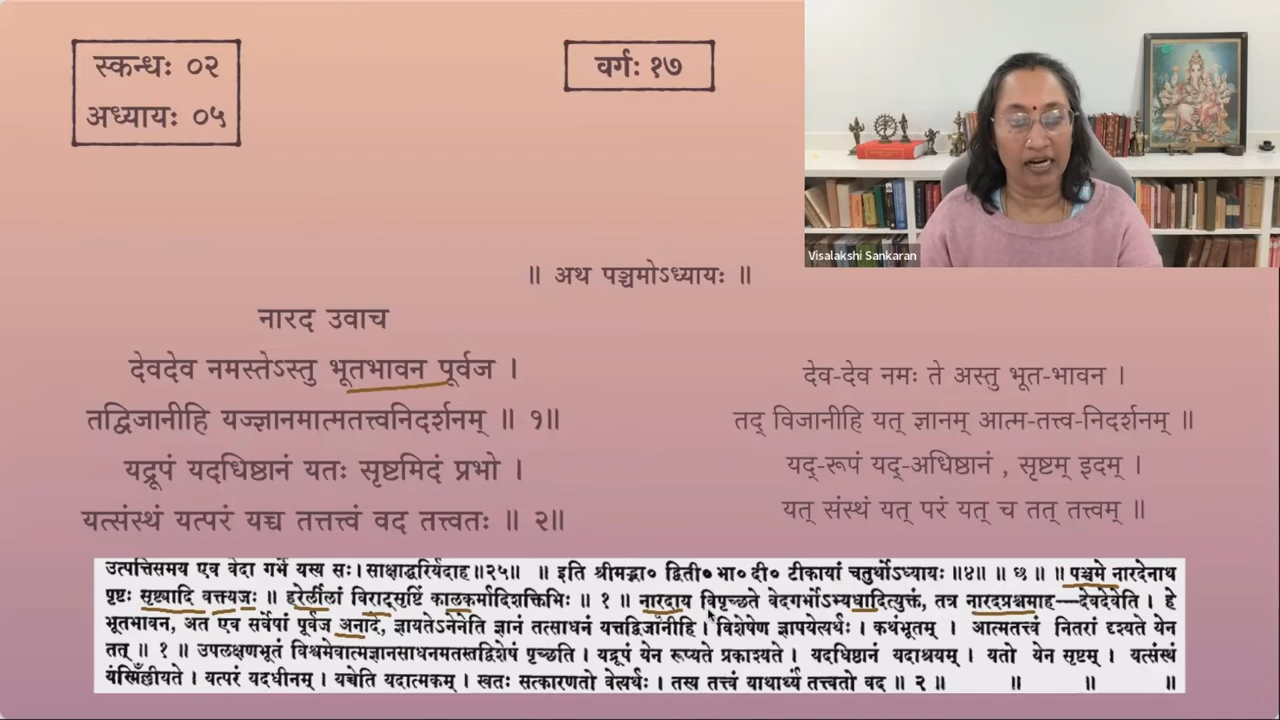 स्कन्धः ०२
अध्यायः ०५
वर्गः १७
Visalakshi Sankaran
॥ अथ पञ्चमोऽध्यायः ॥
नारद उवाच
देवदेव नमस्तेऽस्तु भूतभावन पूर्वज ।
तद्विजानीहि यज्ज्ञानमात्मतत्त्वनिदर्शनम् ॥ १॥
यद्रूपं यदधिष्ठानं यतः सृष्टमिदं प्रभो ।
यत्संस्थं यत्परं यच्च तत्तत्त्वं वद तत्त्वतः ॥ २॥
देव-देव नमः ते अस्तु भूत-भावन ।
तद् विजानीहि यत् ज्ञानम् आत्म-तत्त्व-निदर्शनम् ॥
यद्-रूपं यद्-अधिष्ठानं , सृष्टम् इदम् ।
यत् संस्थं यत् परं यत् च तत् तत्त्वम् ॥
उत्पत्तिसमय एव वेदा गर्भे यस्य सः। साक्षाद्धरिर्यदाह॥२५॥ ॥ इति श्रीमद्भा० द्विती० भा० दी० टीकायां चतुर्थोऽध्यायः ॥४॥ ॥ छ ॥ ॥ पञ्चमे नारदेनाथ
पृष्टः सृष्ट्यादि वत्त्यजः ॥ हरेर्लीलां विराट्सृष्टिं कालकर्मादिशक्तिभिः ॥ १ ॥ नारदाय विपृच्छते वेदगर्भोऽभ्यधादित्युक्तं, तत्र नारदप्रश्नमाह—देवदेवेति । हे
भूतभावन, अत एव सर्वेषां पूर्वज अनादे, ज्ञायतेऽनेनेति ज्ञानं तत्साधनं यत्तद्विजानीहि । विशेषेण ज्ञापयेत्यर्थः । कथंभूतम् । आत्मतत्त्वं नितरां दृश्यते येन
तत् ॥ १ ॥ उपलक्षणभूतं विश्वमेवात्मज्ञानसाधनमतस्तद्विशेषं पृच्छति । यद्रूपं येन रूप्यते प्रकाश्यते । यदधिष्ठानं यदाश्रयम् । यतो येन सृष्टम् । यत्संस्थं
यस्मिँल्लीयते । यत्परं यदधीनम् । यच्चेति यदात्मकम् । स्वतः सत्कारणतो वेत्यर्थः । तस्य तत्त्वं याथार्थ्यं तत्त्वतो वद ॥ २ ॥ ॥ ॥ ॥